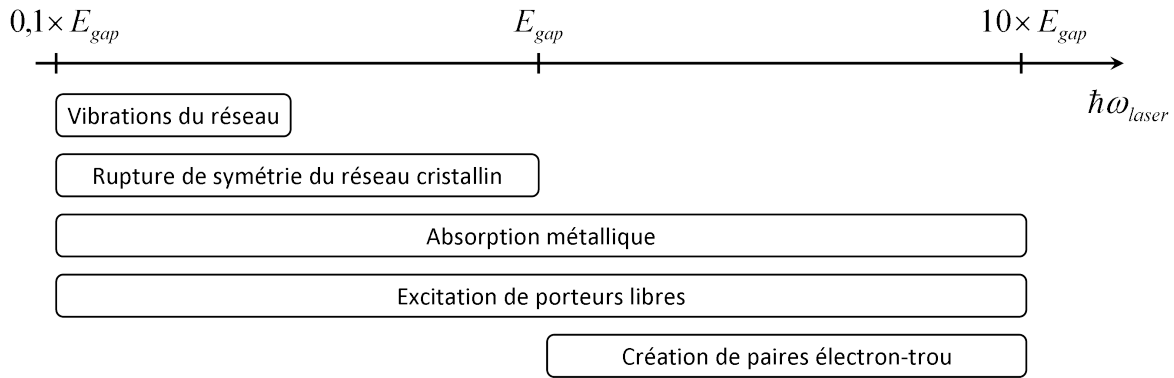 0,1 × E_gap
E_gap
10 × E_gap
ħω_laser
Vibrations du réseau
Rupture de symétrie du réseau cristallin
Absorption métallique
Excitation de porteurs libres
Création de paires électron-trou